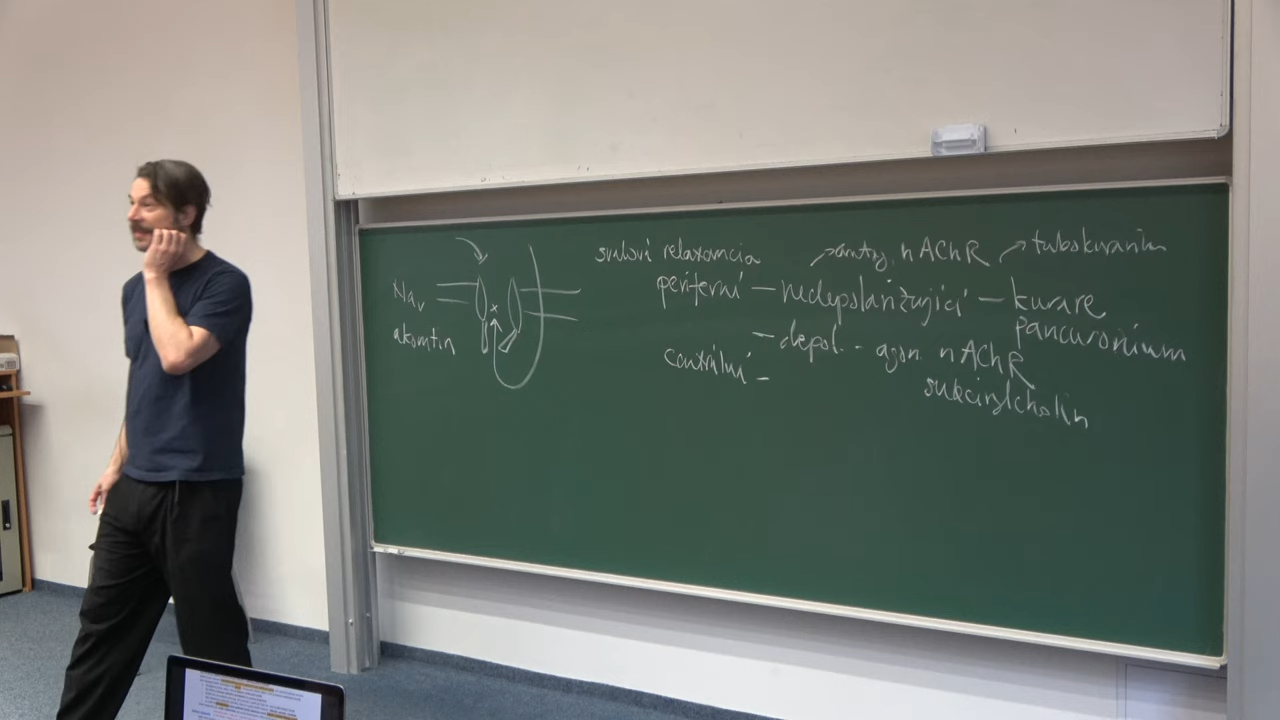 Naᵥ
akonitin
svalové relaxancia
antag. nAChR
tubokurarin
periferní – nedepolarizující – kurare
pancuronium
– depol. – agon. nAChR
sukcinylcholin
centrální –